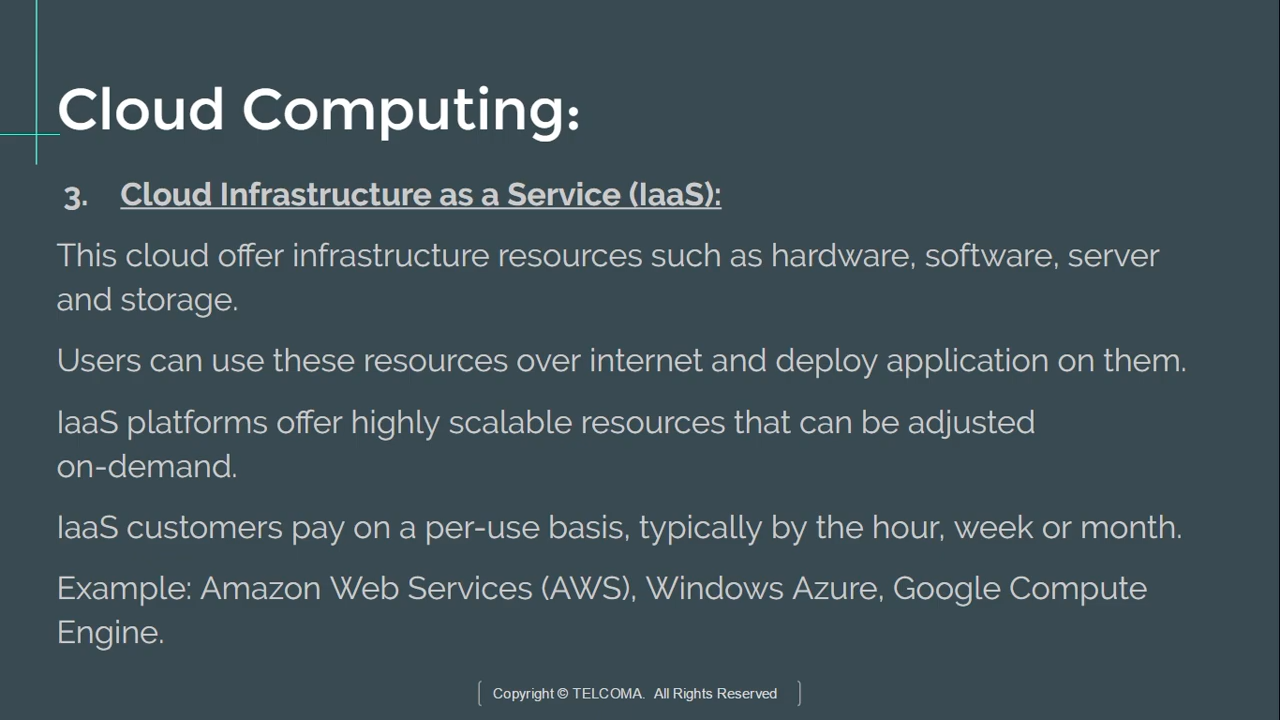 Cloud Computing:
3. Cloud Infrastructure as a Service (IaaS):
This cloud offer infrastructure resources such as hardware, software, server
and storage.
Users can use these resources over internet and deploy application on them.
IaaS platforms offer highly scalable resources that can be adjusted
on-demand.
IaaS customers pay on a per-use basis, typically by the hour, week or month.
Example: Amazon Web Services (AWS), Windows Azure, Google Compute
Engine.
Copyright © TELCOMA. All Rights Reserved